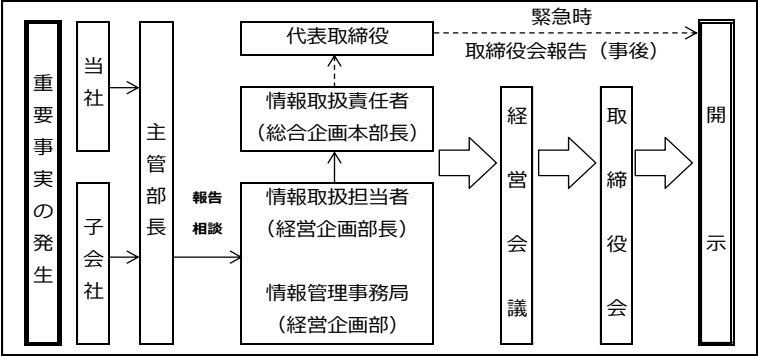 重要事実の発生
当社
子会社
主管部長
報告
相談
代表取締役
情報取扱責任者
（総合企画本部長）
情報取扱担当者
（経営企画部長）
情報管理事務局
（経営企画部）
緊急時
取締役会報告（事後）
経営会議
取締役会
開示